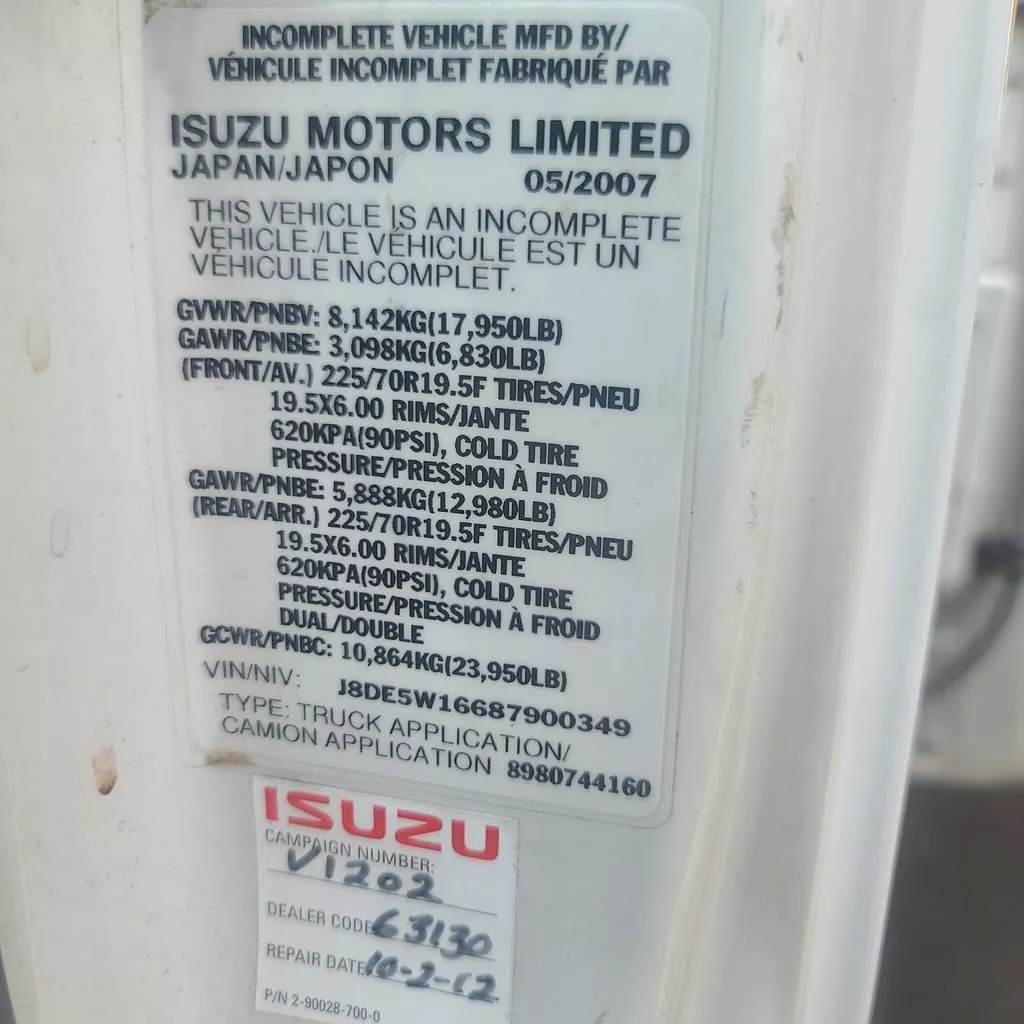 INCOMPLETE VEHICLE MFD BY/
VÉHICULE INCOMPLET FABRIQUÉ PAR
ISUZU MOTORS LIMITED
JAPAN/JAPON 05/2007
THIS VEHICLE IS AN INCOMPLETE
VEHICLE./LE VÉHICULE EST UN
VÉHICULE INCOMPLET.
GVWR/PNBV: 8,142KG(17,950LB)
GAWR/PNBE: 3,098KG(6,830LB)
(FRONT/AV.) 225/70R19.5F TIRES/PNEU
19.5X6.00 RIMS/JANTE
620KPA(90PSI), COLD TIRE
PRESSURE/PRESSION À FROID
GAWR/PNBE: 5,888KG(12,980LB)
(REAR/ARR.) 225/70R19.5F TIRES/PNEU
19.5X6.00 RIMS/JANTE
620KPA(90PSI), COLD TIRE
PRESSURE/PRESSION À FROID
DUAL/DOUBLE
GCWR/PNBC: 10,864KG(23,950LB)
VIN/NIV: J8DE5W16687900349
TYPE: TRUCK APPLICATION/
CAMION APPLICATION 8980744160
ISUZU
CAMPAIGN NUMBER:
V1202
DEALER CODE 63130
REPAIR DATE 10-2-12
P/N 2-90028-700-0